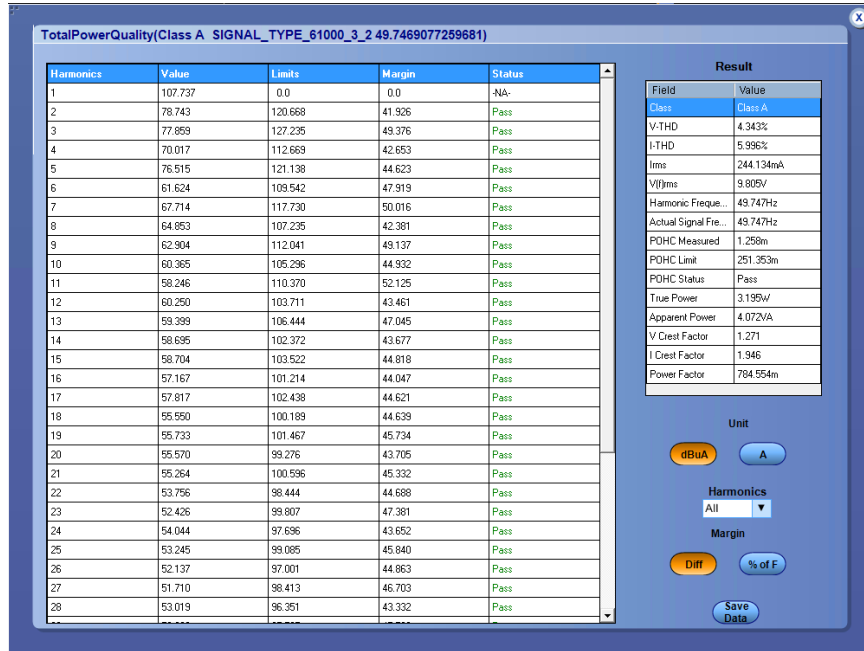 X
TotalPowerQuality(Class A SIGNAL_TYPE_61000_3_2 49.7469077259681)
Harmonics Value Limits Margin Status
1 107.737 0.0 0.0 -NA-
2 78.743 120.668 41.926 Pass
3 77.859 127.235 49.376 Pass
4 70.017 112.669 42.653 Pass
5 76.515 121.138 44.623 Pass
6 61.624 109.542 47.919 Pass
7 67.714 117.730 50.016 Pass
8 64.853 107.235 42.381 Pass
9 62.904 112.041 49.137 Pass
10 60.365 105.296 44.932 Pass
11 58.246 110.370 52.125 Pass
12 60.250 103.711 43.461 Pass
13 59.399 106.444 47.045 Pass
14 58.695 102.372 43.677 Pass
15 58.704 103.522 44.818 Pass
16 57.167 101.214 44.047 Pass
17 57.817 102.438 44.621 Pass
18 55.550 100.189 44.639 Pass
19 55.733 101.467 45.734 Pass
20 55.570 99.276 43.705 Pass
21 55.264 100.596 45.332 Pass
22 53.756 98.444 44.688 Pass
23 52.426 99.807 47.381 Pass
24 54.044 97.696 43.652 Pass
25 53.245 99.085 45.840 Pass
26 52.137 97.001 44.863 Pass
27 51.710 98.413 46.703 Pass
28 53.019 96.351 43.332 Pass
Result
Field Value
Class Class A
V-THD 4.343%
I-THD 5.996%
Irms 244.134mA
V(f)rms 9.805V
Harmonic Freque... 49.747Hz
Actual Signal Fre... 49.747Hz
POHC Measured 1.258m
POHC Limit 251.353m
POHC Status Pass
True Power 3.195W
Apparent Power 4.072VA
V Crest Factor 1.271
I Crest Factor 1.946
Power Factor 784.554m
Unit
dBuA A
Harmonics
All
Margin
Diff % of F
Save
Data